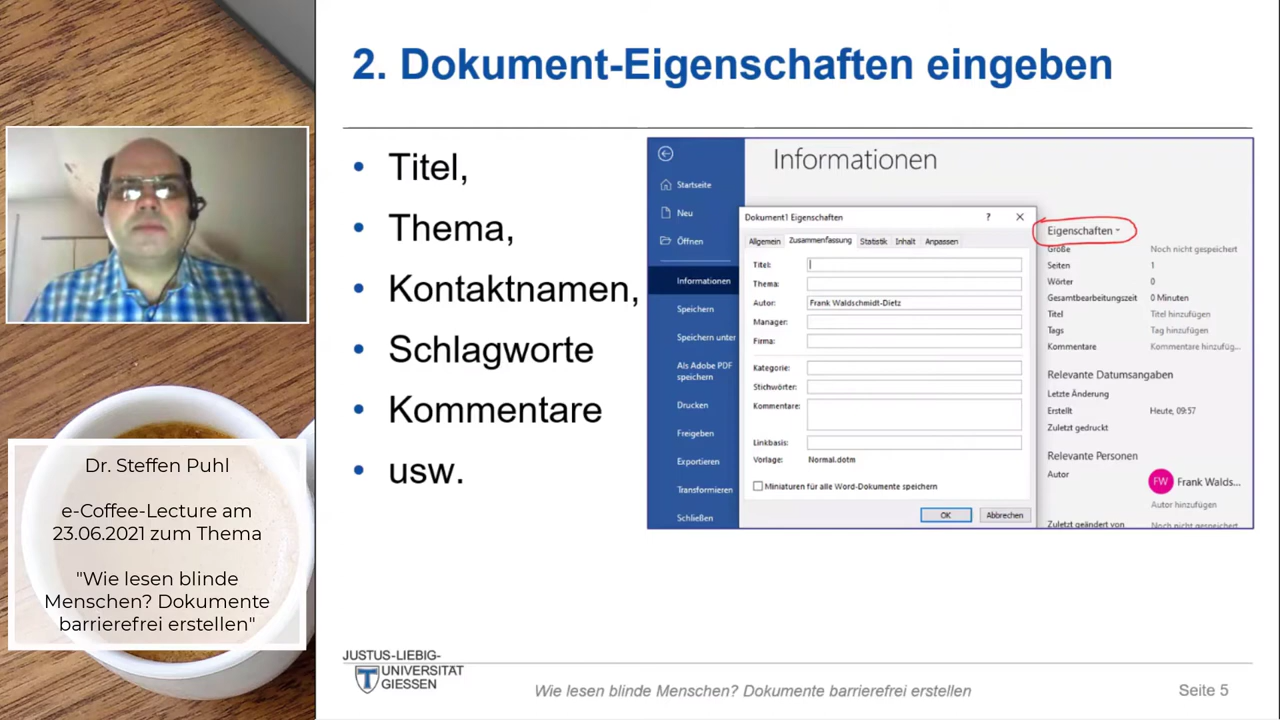 2. Dokument-Eigenschaften eingeben
• Titel,
• Thema,
• Kontaktnamen,
• Schlagworte
• Kommentare
• usw.
Informationen
Startseite
Neu
Öffnen
Informationen
Speichern
Speichern unter
Als Adobe PDF
speichern
Drucken
Freigeben
Exportieren
Transformieren
Schließen
Dokument1 Eigenschaften ? ×
Allgemein Zusammenfassung Statistik Inhalt Anpassen
Titel:
Thema:
Autor: Frank Waldschmidt-Dietz
Manager:
Firma:
Kategorie:
Stichwörter:
Kommentare:
Linkbasis:
Vorlage: Normal.dotm
Miniaturen für alle Word-Dokumente speichern
OK Abbrechen
Eigenschaften
Größe Noch nicht gespeichert
Seiten 1
Wörter 0
Gesamtbearbeitungszeit 0 Minuten
Titel Titel hinzufügen
Tags Tag hinzufügen
Kommentare Kommentare hinzufüg...
Relevante Datumsangaben
Letzte Änderung
Erstellt Heute, 09:57
Zuletzt gedruckt
Relevante Personen
Autor
FW Frank Walds...
Autor hinzufügen
Zuletzt geändert von Noch nicht gespeichert
Dr. Steffen Puhl
e-Coffee-Lecture am
23.06.2021 zum Thema
"Wie lesen blinde
Menschen? Dokumente
barrierefrei erstellen"
JUSTUS-LIEBIG-
UNIVERSITÄT
GIESSEN
Wie lesen blinde Menschen? Dokumente barrierefrei erstellen
Seite 5